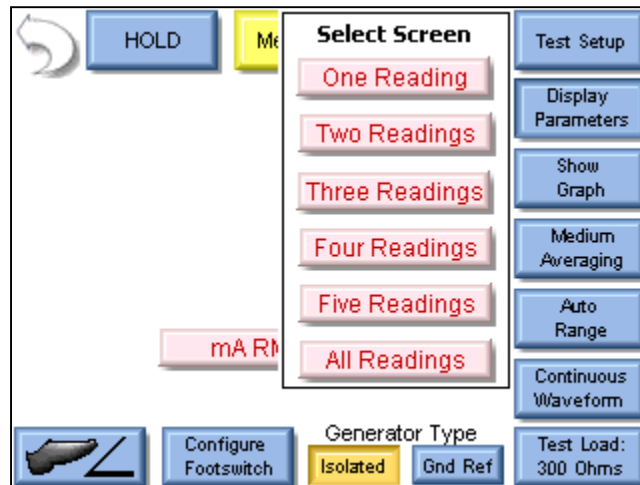 HOLD
Me
Select Screen
One Reading
Two Readings
Three Readings
Four Readings
Five Readings
All Readings
mA RM
Test Setup
Display
Parameters
Show
Graph
Medium
Averaging
Auto
Range
Continuous
Waveform
Configure
Footswitch
Generator Type
Isolated
Gnd Ref
Test Load:
300 Ohms